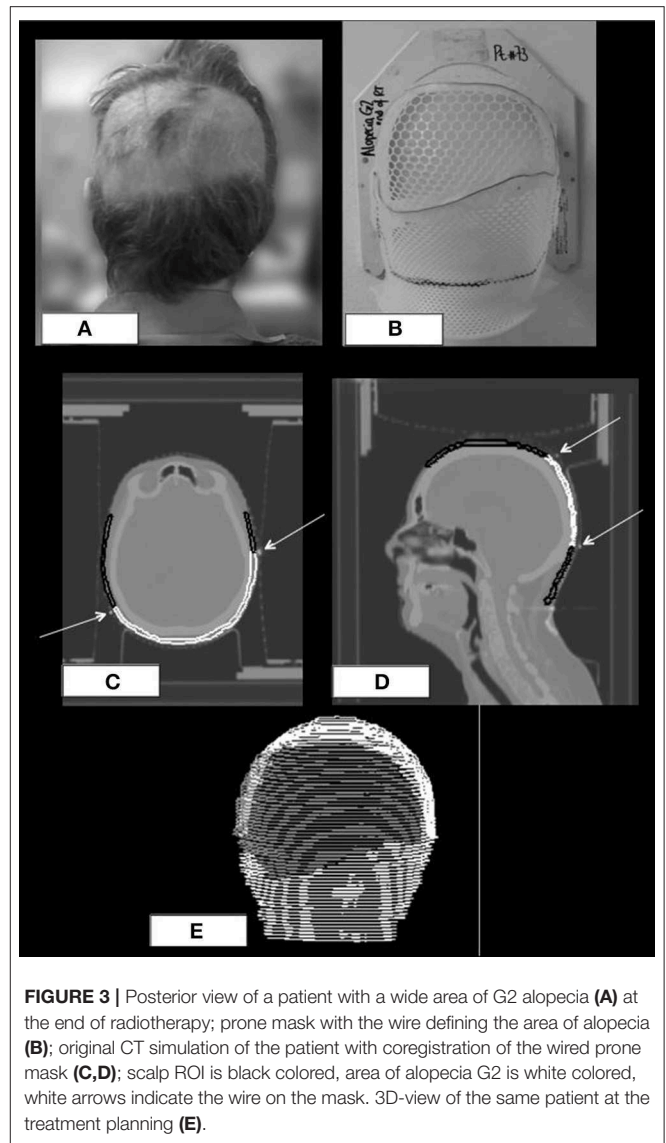 Pt #73
Alopecia G2
end of RT
A
B
C
D
E
FIGURE 3 | Posterior view of a patient with a wide area of G2 alopecia (A) at
the end of radiotherapy; prone mask with the wire defining the area of alopecia
(B); original CT simulation of the patient with coregistration of the wired prone
mask (C,D); scalp ROI is black colored, area of alopecia G2 is white colored,
white arrows indicate the wire on the mask. 3D-view of the same patient at the
treatment planning (E).